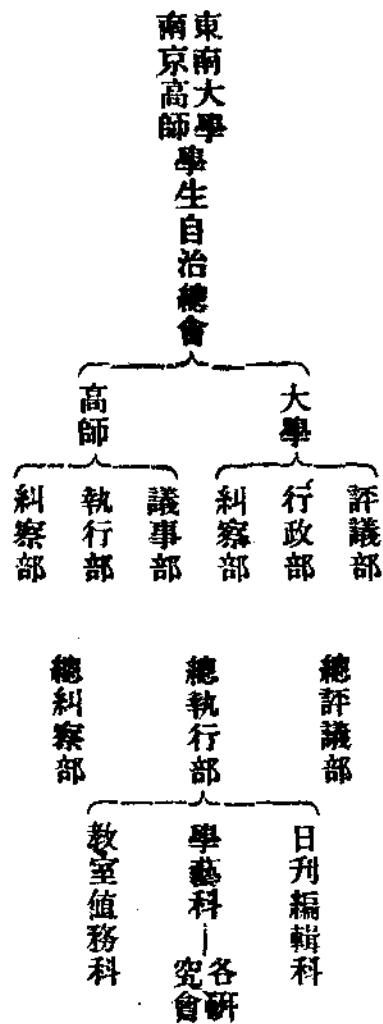 東南大學
南京高師
學生自治總會
大學
評議部
行政部
糾察部
高師
議事部
執行部
糾察部
總評議部
總執行部
總糾察部
日刊編輯科
學藝科
各研
究會
教室值務科